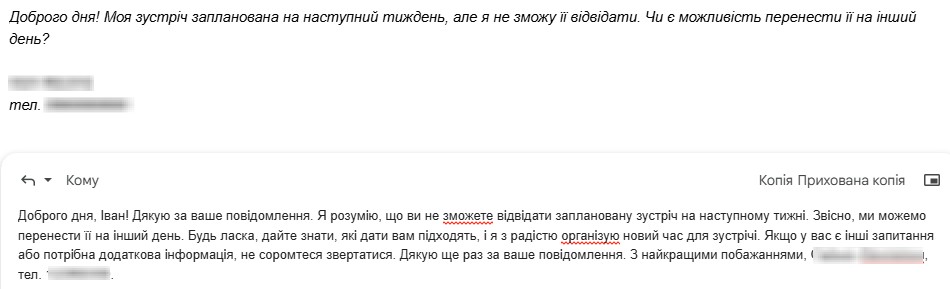 Доброго дня! Моя зустріч запланована на наступний тиждень, але я не зможу її відвідати. Чи є можливість перенести її на інший
день?
тел.
Кому
Копія Прихована копія
Доброго дня, Іван! Дякую за ваше повідомлення. Я розумію, що ви не зможете відвідати заплановану зустріч на наступному тижні. Звісно, ми можемо
перенести її на інший день. Будь ласка, дайте знати, які дати вам підходять, і я з радістю організую новий час для зустрічі. Якщо у вас є інші запитання
або потрібна додаткова інформація, не соромтеся звертатися. Дякую ще раз за ваше повідомлення. З найкращими побажаннями,
тел.